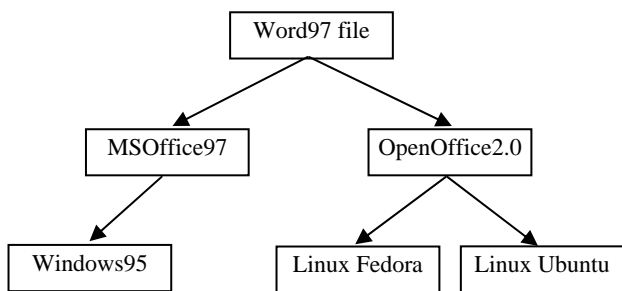 Word97 file
MSOffice97
OpenOffice2.0
Windows95
Linux Fedora
Linux Ubuntu